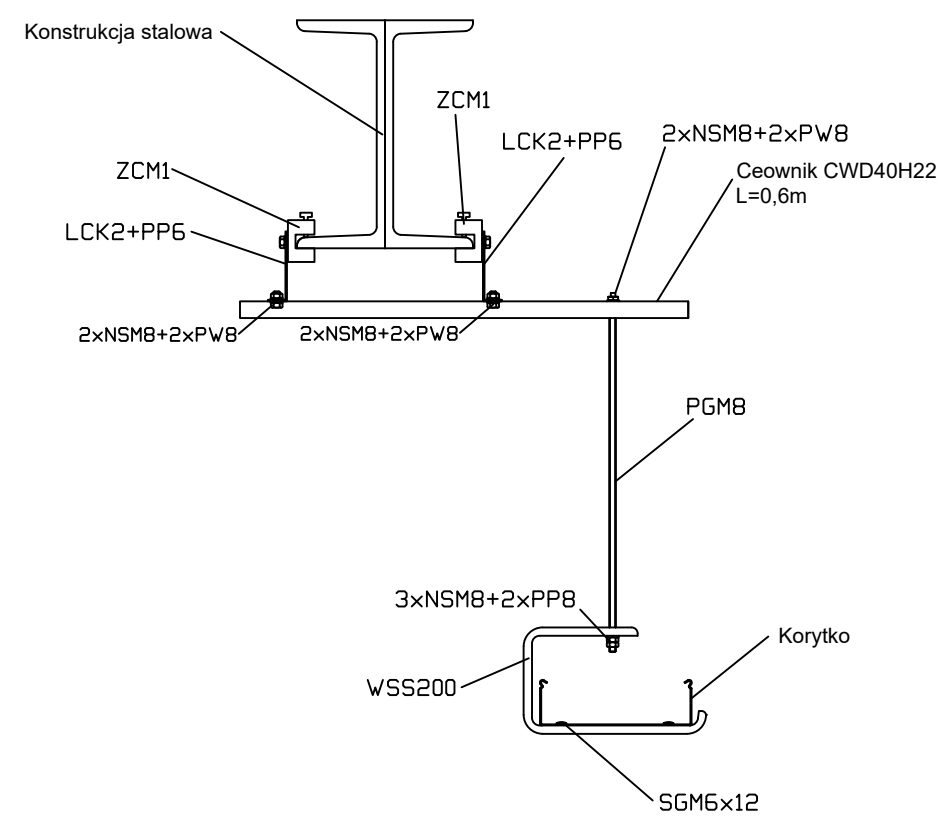 Konstrukcja stalowa
ZCM1
2xNSM8+2xPW8
LCK2+PP6
ZCM1
Ceownik CWD40H22
L=0,6m
LCK2+PP6
2xNSM8+2xPW8
2xNSM8+2xPW8
PGM8
3xNSM8+2xPP8
Korytko
WSS200
SGM6x12